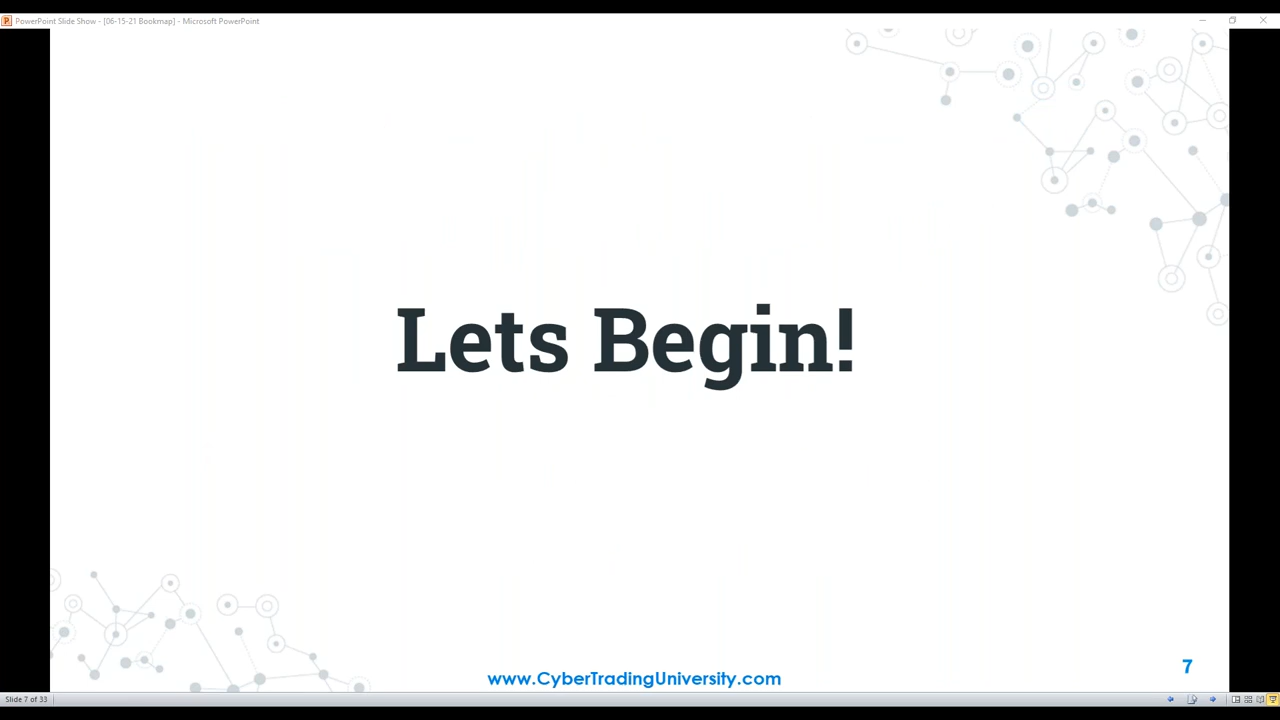 PowerPoint Slide Show - [06-15-21 Bookmap] - Microsoft PowerPoint
Lets Begin!
www.CyberTradingUniversity.com
7
Slide 7 of 33